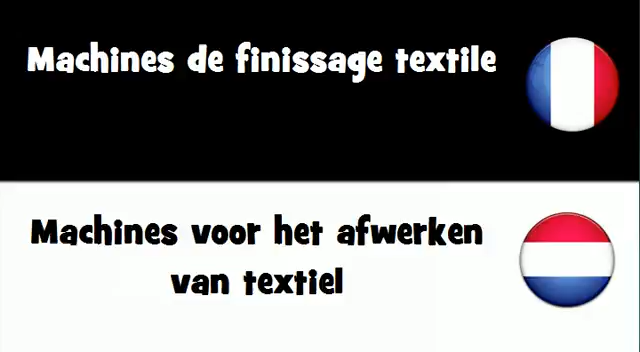 Machines de finissage textile
Machines voor het afwerken
van textiel